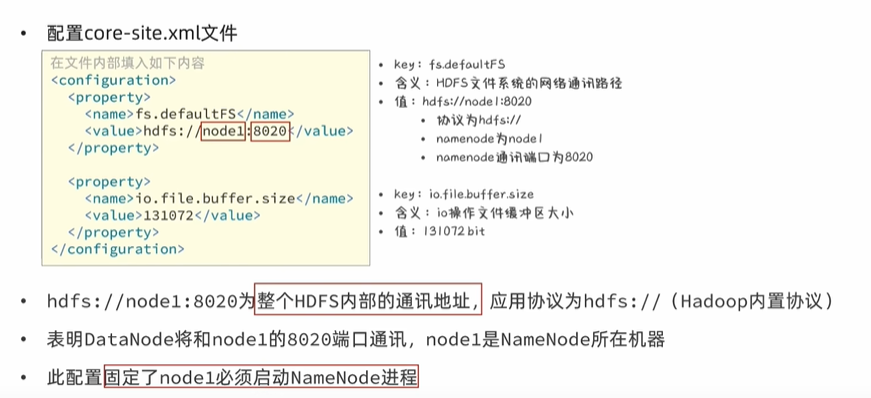 • 配置core-site.xml文件
在文件内部填入如下内容
<configuration>
  <property>
    <name>fs.defaultFS</name>
    <value>hdfs://node1:8020</value>
  </property>

  <property>
    <name>io.file.buffer.size</name>
    <value>131072</value>
  </property>
</configuration>
• key：fs.defaultFS
• 含义：HDFS文件系统的网络通讯路径
• 值：hdfs://node1:8020
• 协议为hdfs://
• namenode为node1
• namenode通讯端口为8020
• key：io.file.buffer.size
• 含义：io操作文件缓冲区大小
• 值：131072 bit
• hdfs://node1:8020为整个HDFS内部的通讯地址，应用协议为hdfs://（Hadoop内置协议）
• 表明DataNode将和node1的8020端口通讯，node1是NameNode所在机器
• 此配置固定了node1必须启动NameNode进程